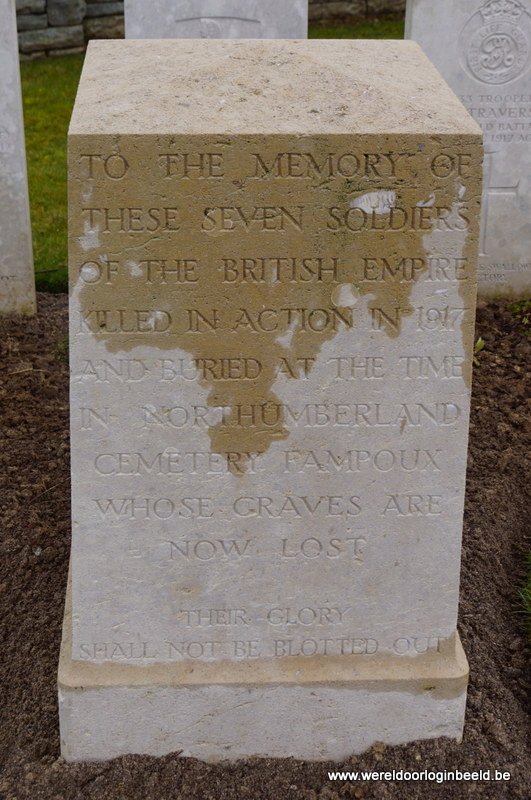 TO THE MEMORY OF
THESE SEVEN SOLDIERS
OF THE BRITISH EMPIRE
KILLED IN ACTION IN 1917
AND BURIED AT THE TIME
IN NORTHUMBERLAND
CEMETERY FAMPOUX
WHOSE GRAVES ARE
NOW LOST
THEIR GLORY
SHALL NOT BE BLOTTED OUT
TROOPER
www.wereldoorloginbeeld.be